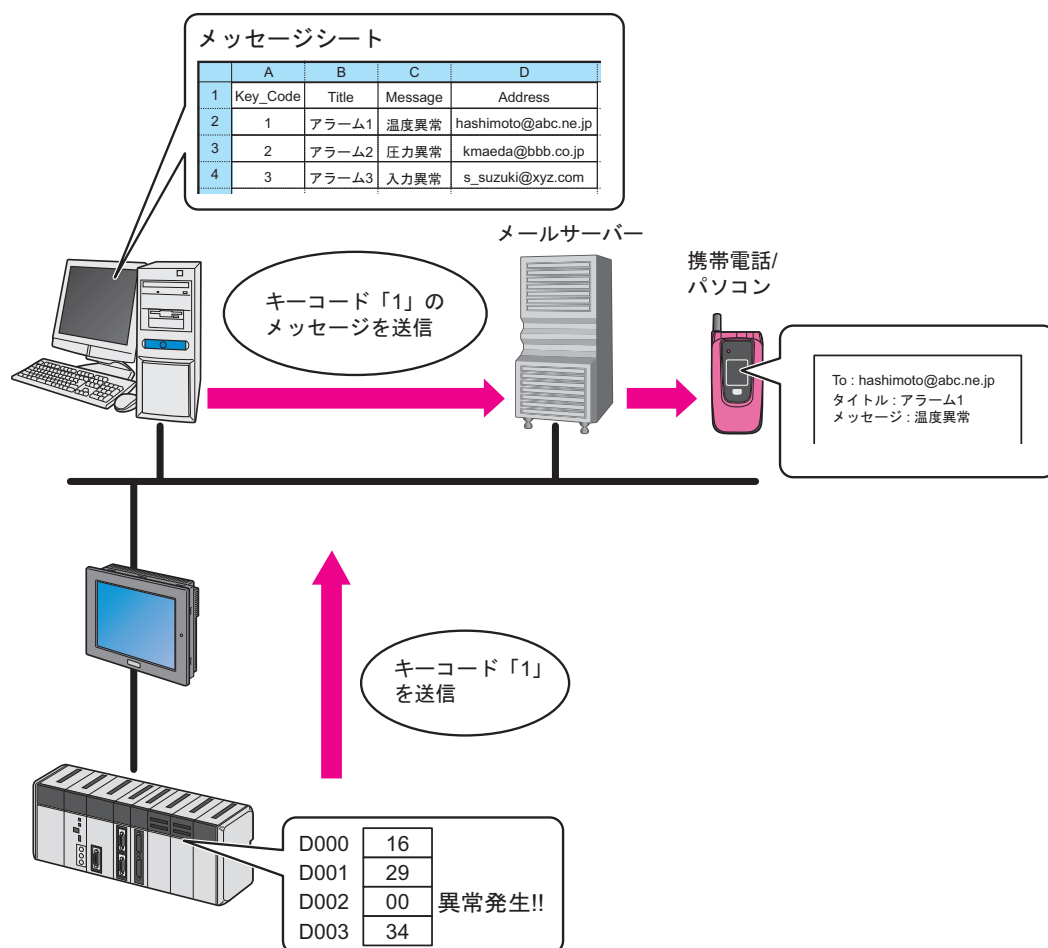 メッセージシート
A B C D
1 Key_Code Title Message Address
2 1 アラーム1 温度異常 hashimoto@abc.ne.jp
3 2 アラーム2 圧力異常 kmaeda@bbb.co.jp
4 3 アラーム3 入力異常 s_suzuki@xyz.com
メールサーバー
携帯電話/
パソコン
キーコード「1」の
メッセージを送信
To : hashimoto@abc.ne.jp
タイトル : アラーム1
メッセージ : 温度異常
キーコード「1」
を送信
D000 16
D001 29
D002 00 異常発生!!
D003 34